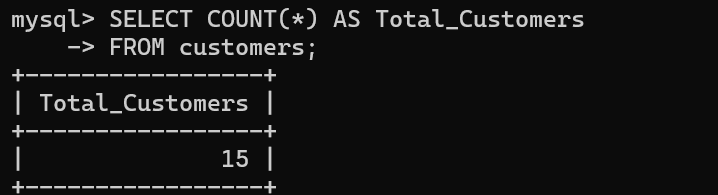 mysql> SELECT COUNT(*) AS Total_Customers
    -> FROM customers;
+-----------------+
| Total_Customers |
+-----------------+
|              15 |
+-----------------+